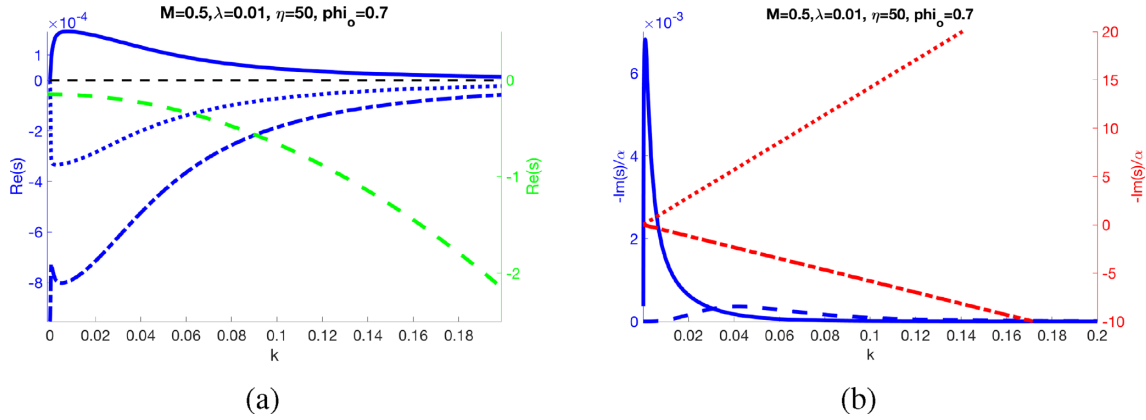 M=0.5,λ=0.01, η=50, phi_o=0.7
×10^-4
1
0
-2
-4
-6
-8
Re(s)
0
-1
-2
Re(s)
0 0.02 0.04 0.06 0.08 0.1 0.12 0.14 0.16 0.18
k
(a)
M=0.5,λ=0.01, η=50, phi_o=0.7
×10^-3
6
4
2
0
-Im(s)/α
20
15
10
5
0
-5
-10
-Im(s)/α
0.02 0.04 0.06 0.08 0.1 0.12 0.14 0.16 0.18 0.2
k
(b)